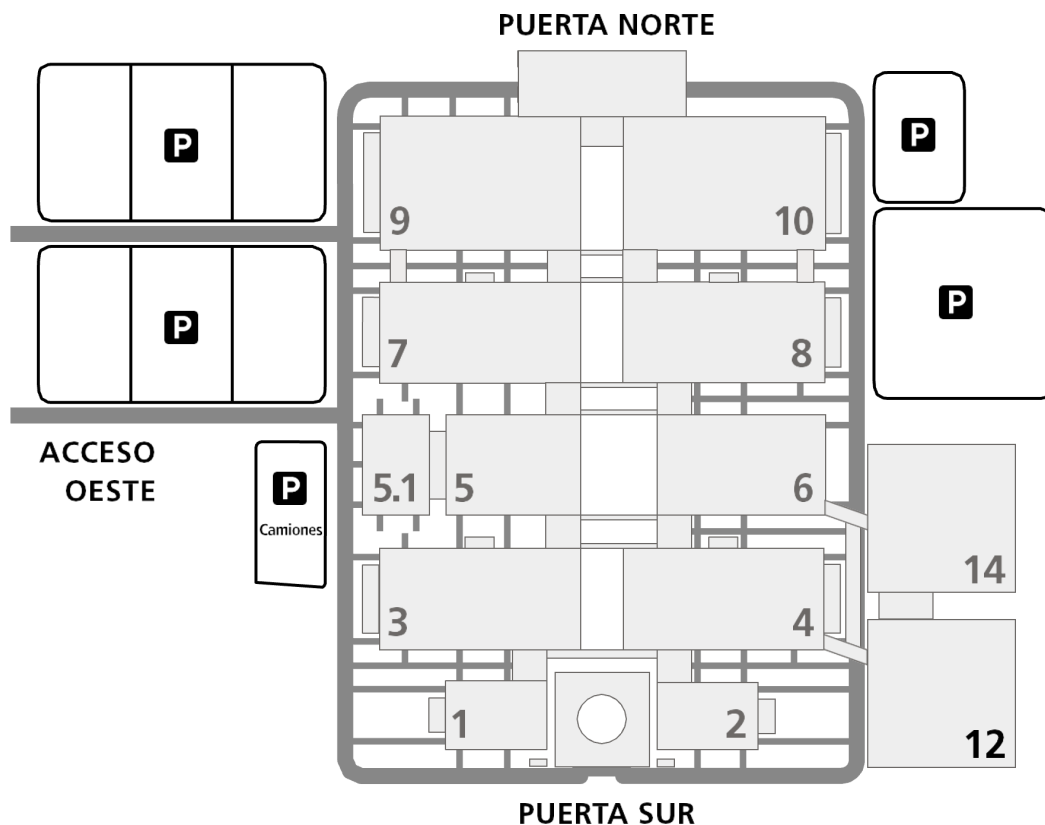 PUERTA NORTE
P
P
9
10
P
P
7
8
ACCESO
OESTE
P
Camiones
5.1
5
6
14
3
4
1
2
12
PUERTA SUR